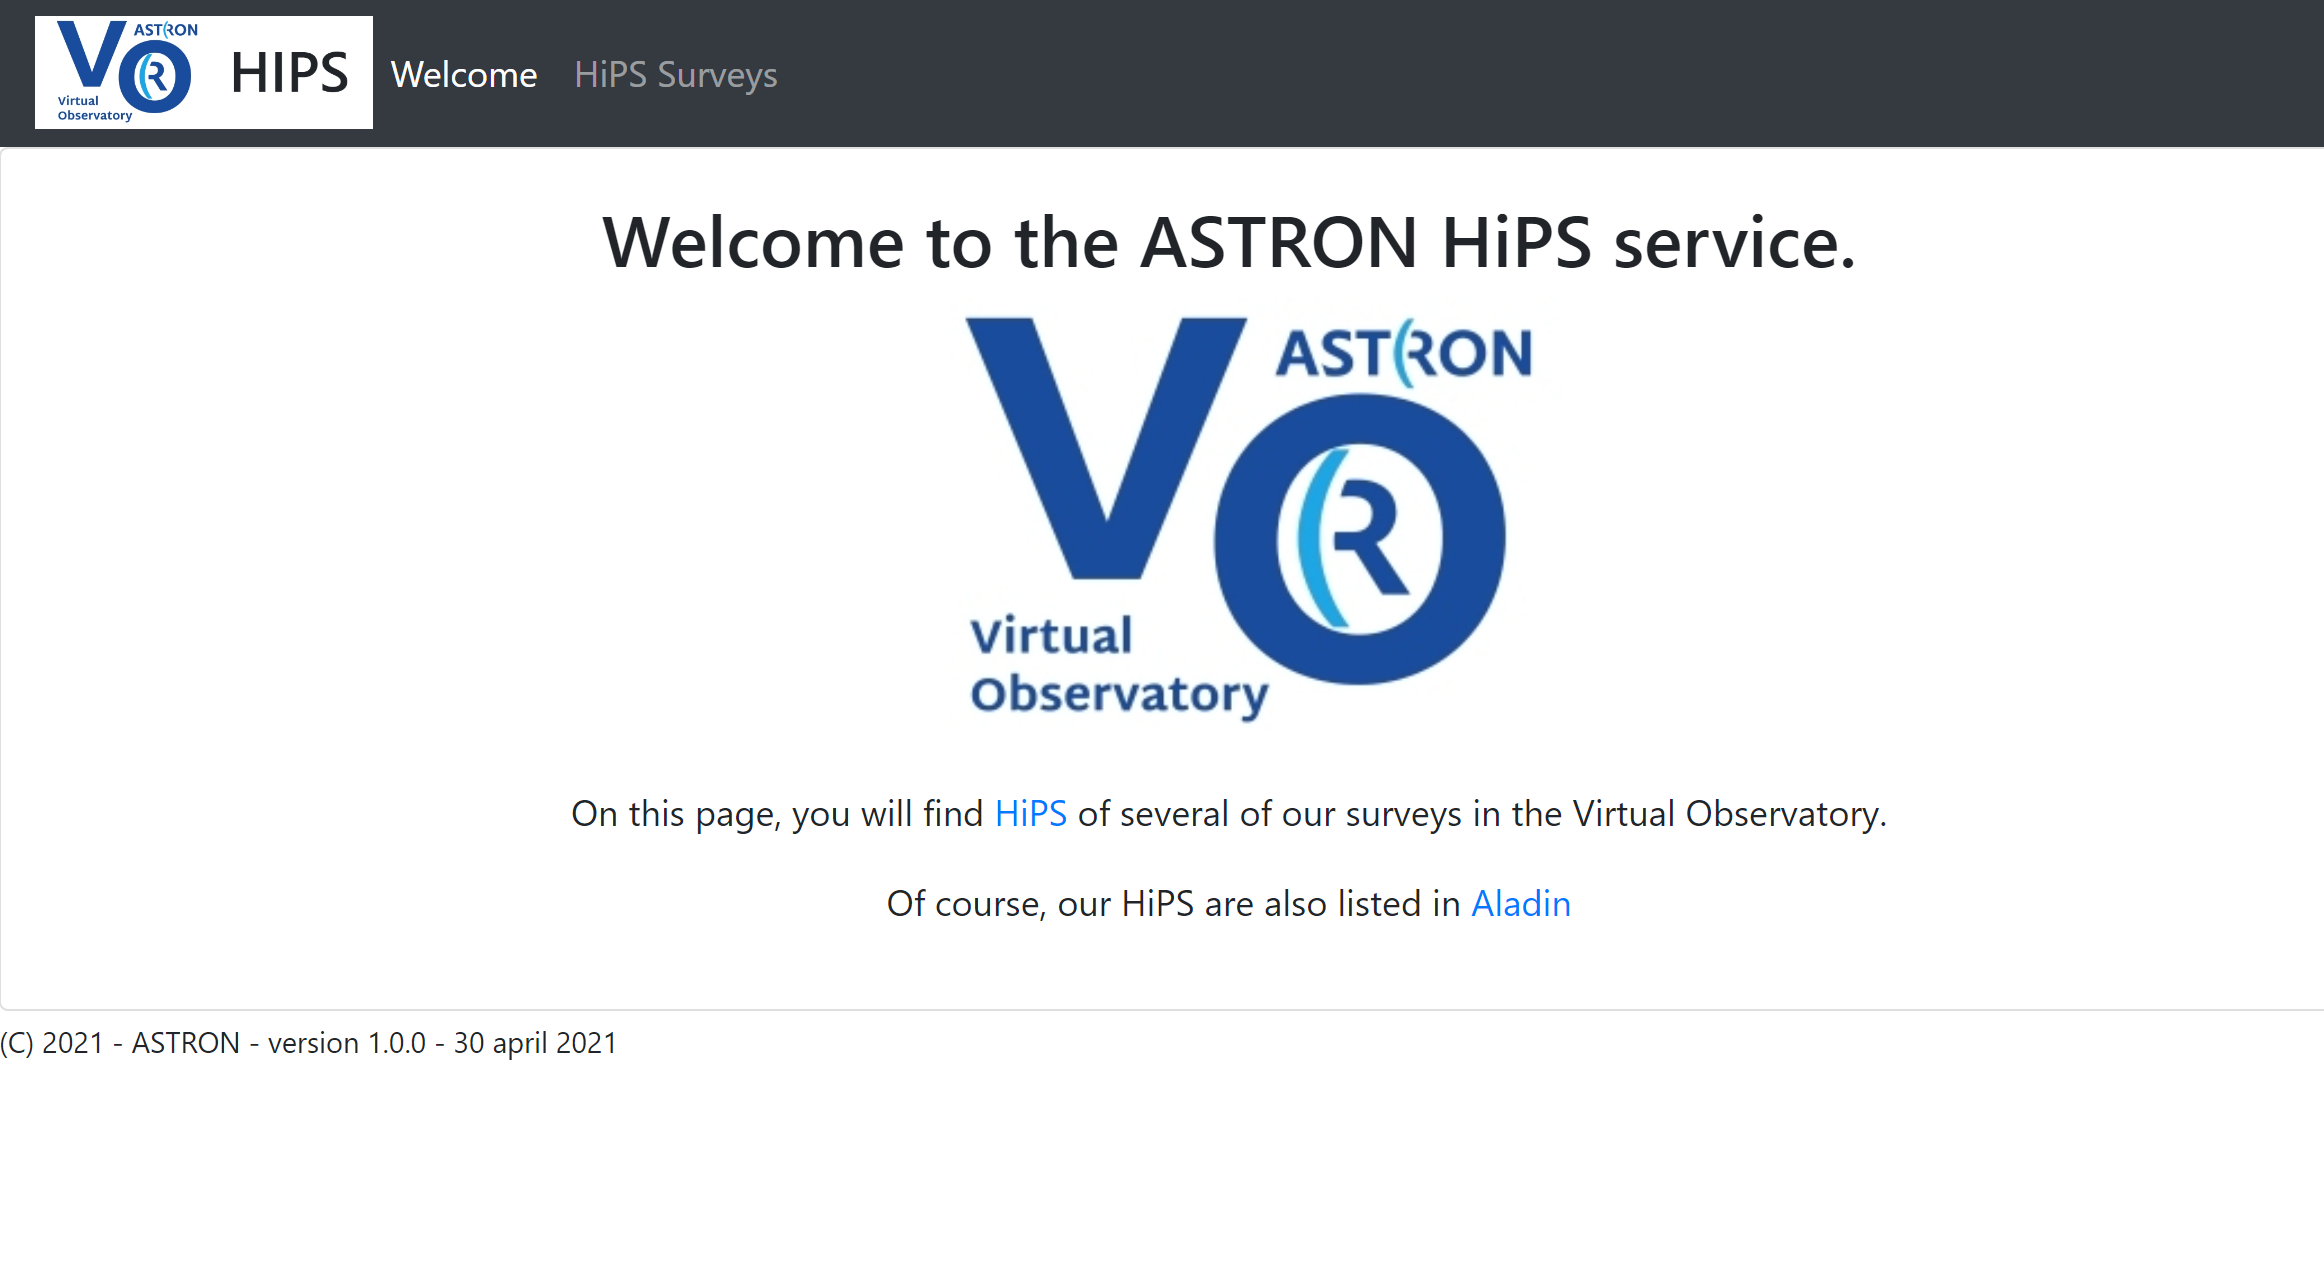 VO ASTRON
Virtual
Observatory
HIPS
Welcome
HiPS Surveys
Welcome to the ASTRON HiPS service.
VO ASTRON
R
Virtual
Observatory
On this page, you will find HiPS of several of our surveys in the Virtual Observatory.
Of course, our HiPS are also listed in Aladin
(C) 2021 - ASTRON - version 1.0.0 - 30 april 2021